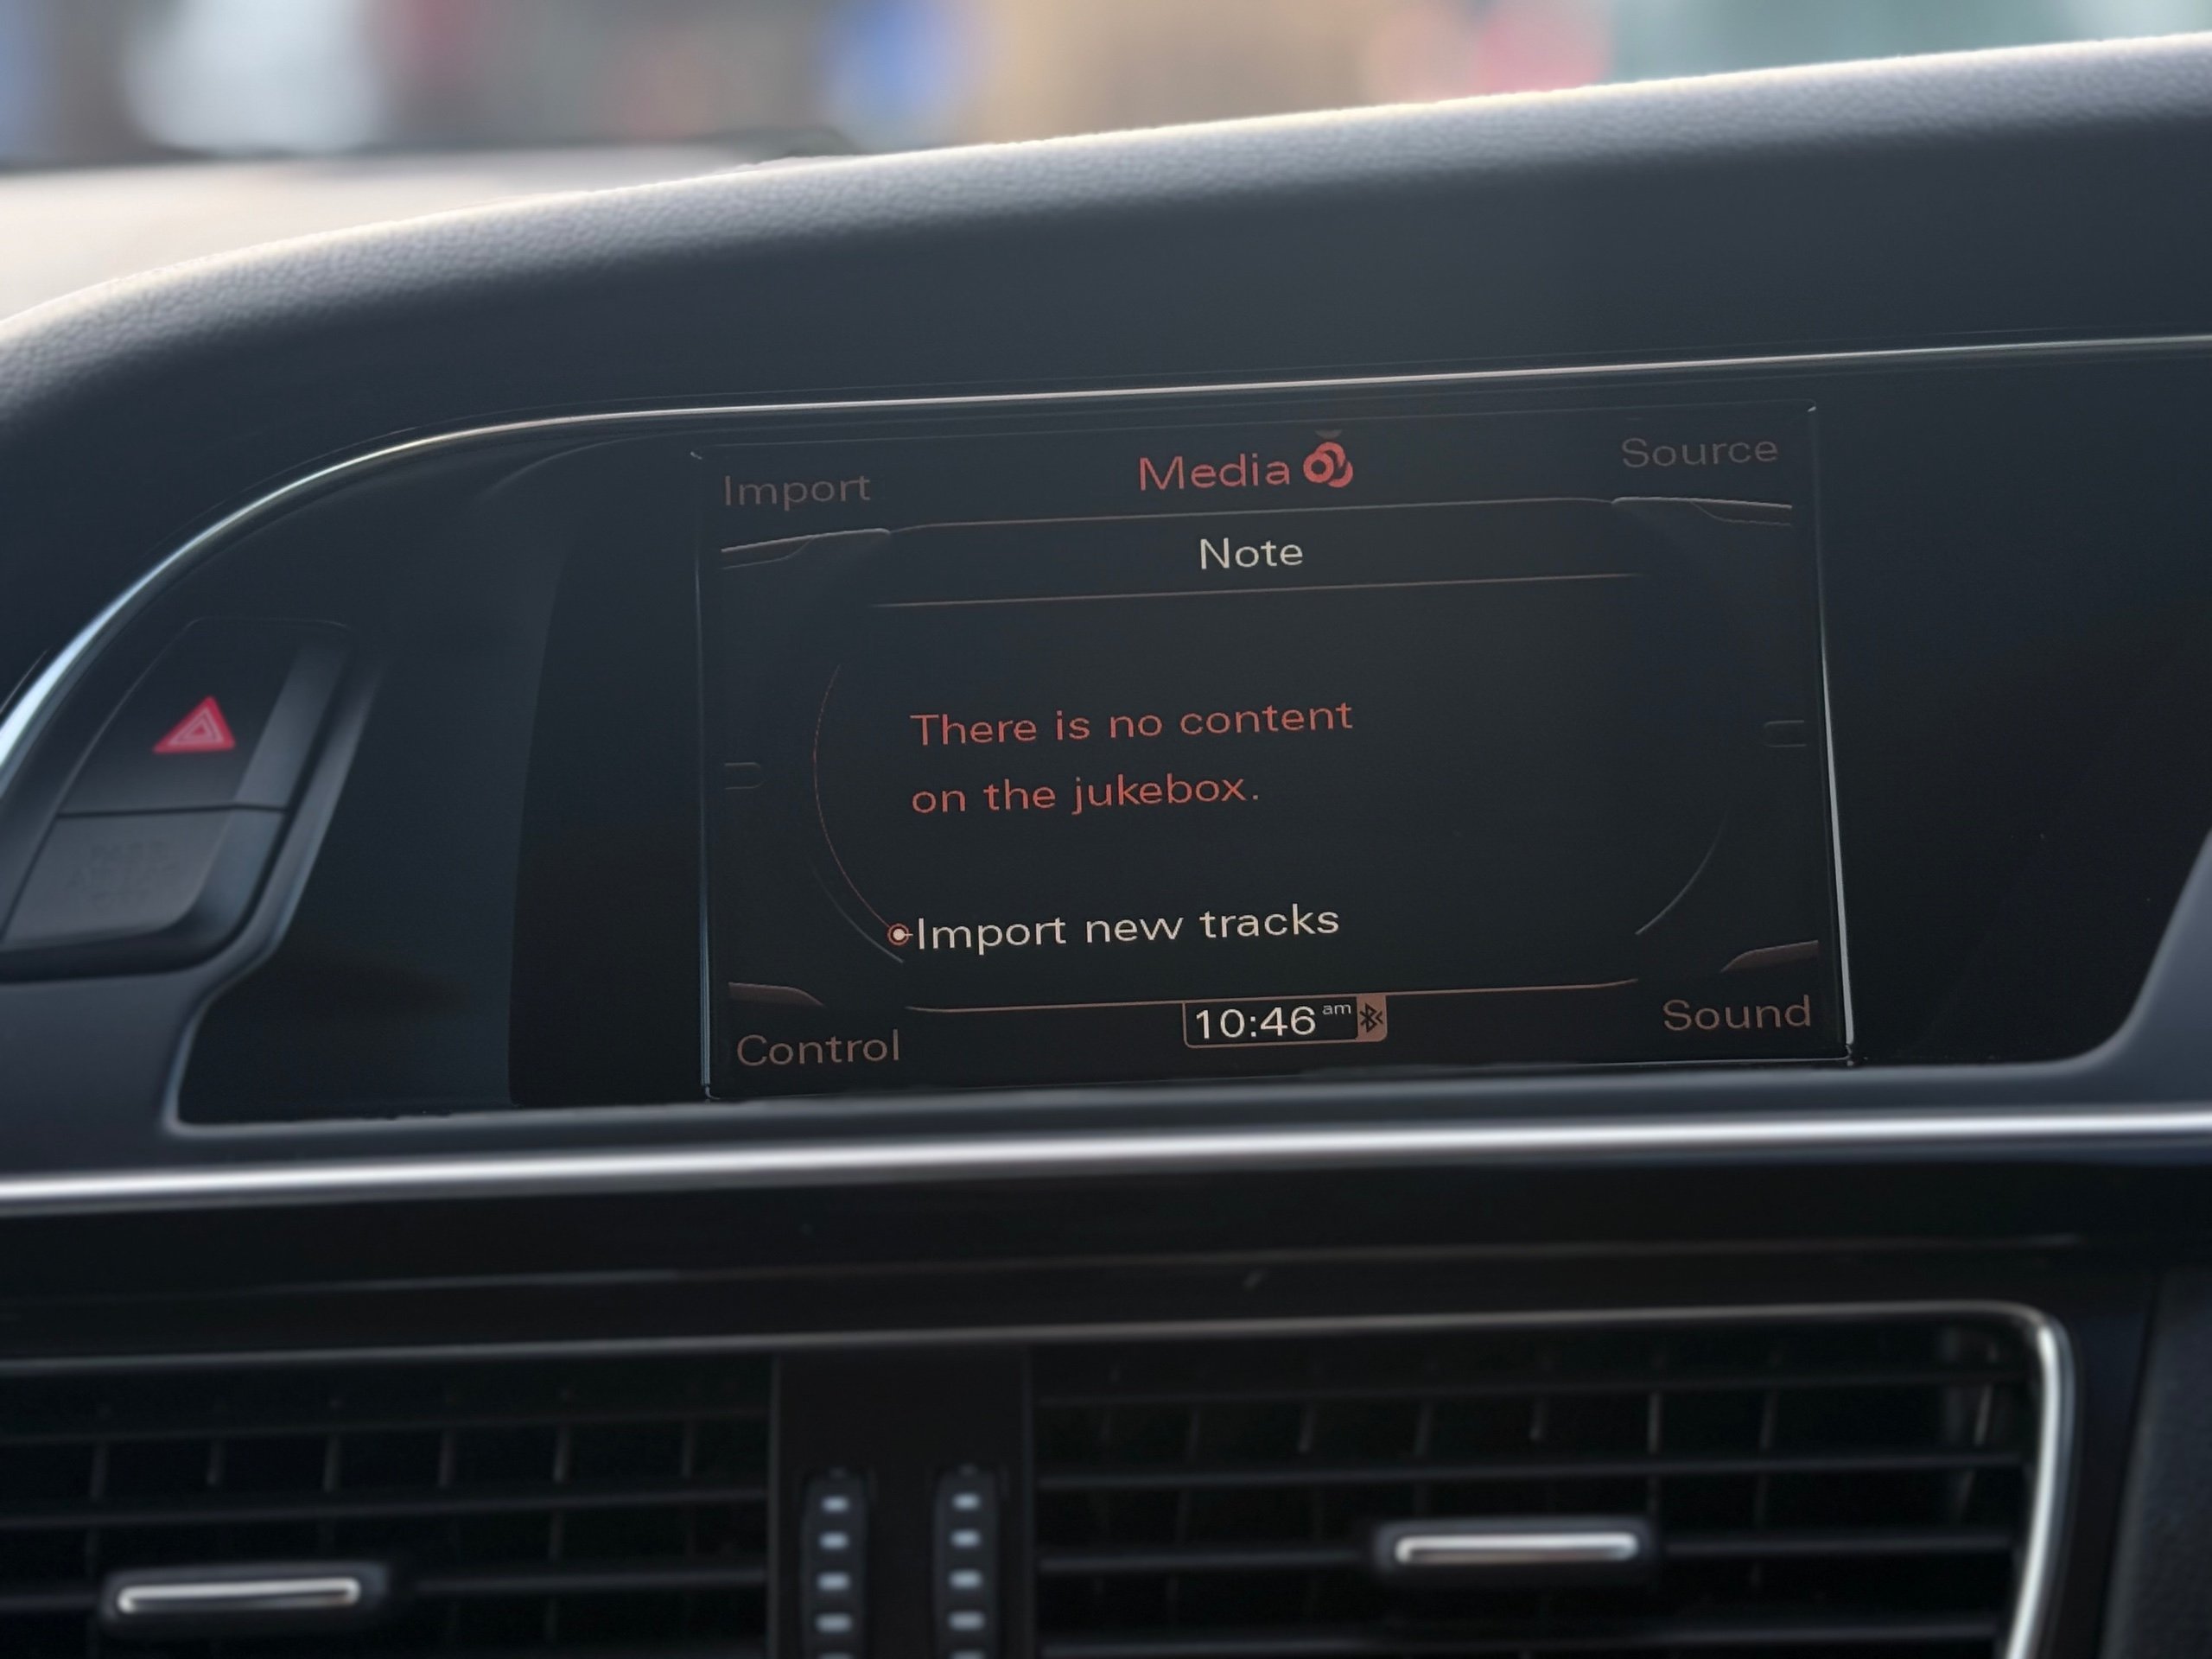 Import
Media
Source
Note
There is no content
on the jukebox.
Import new tracks
Control
10:46 am
Sound